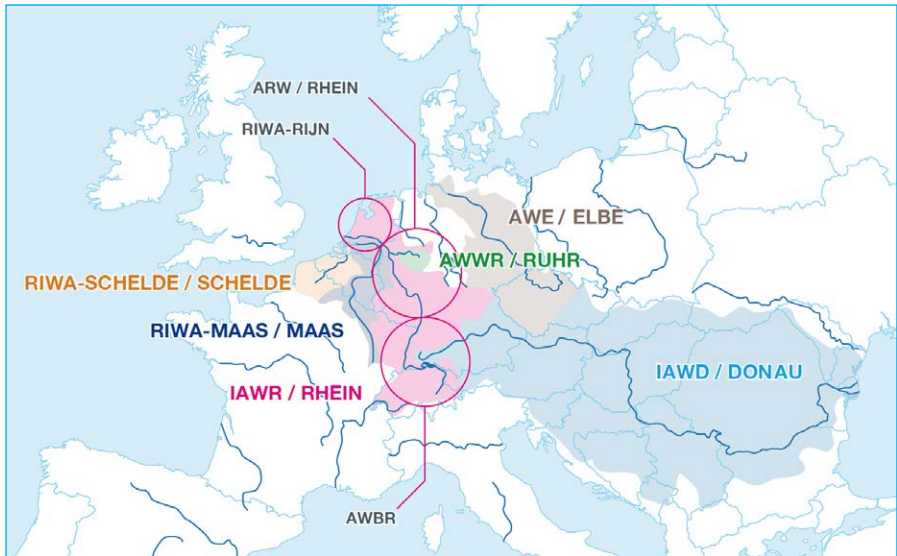 ARW / RHEIN
RIWA-RIJN
AWE / ELBE
AWWR / RUHR
RIWA-SCHELDE / SCHELDE
RIWA-MAAS / MAAS
IAWD / DONAU
IAWR / RHEIN
AWBR